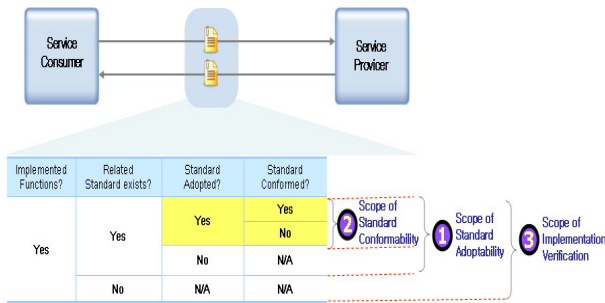 Service
Consumer
Service
Provicer
Implemented
Functions?
Related
Standard exists?
Standard
Adopted?
Standard
Conformed?
Yes
Yes
Yes
Yes
No
No
N/A
No
N/A
N/A
2
Scope of
Standard
Conformability
1
Scope of
Standard
Adoptability
3
Scope of
Implementation
Verification